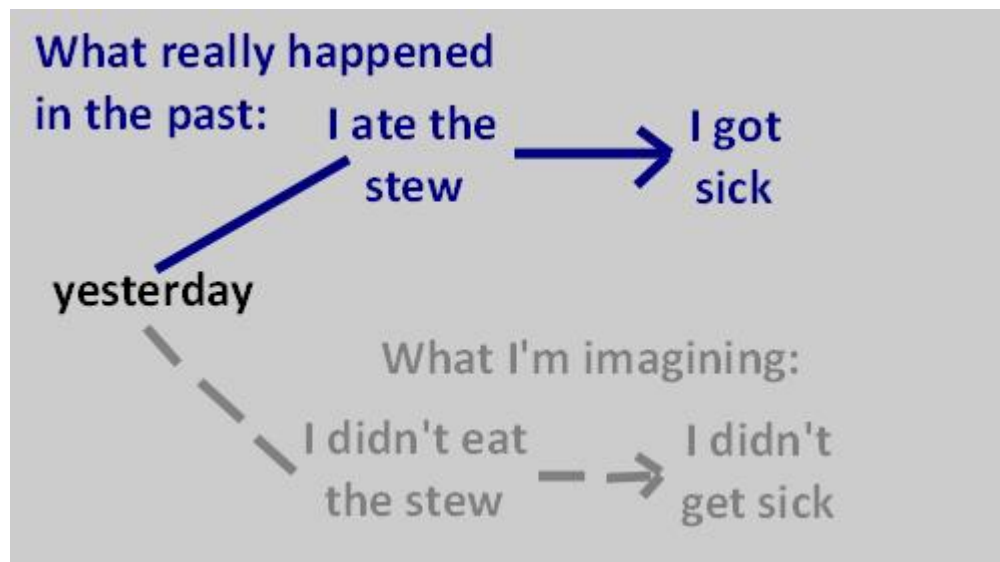 What really happened
in the past:
I ate the
stew
I got
sick
yesterday
What I'm imagining:
I didn't eat
the stew
I didn't
get sick